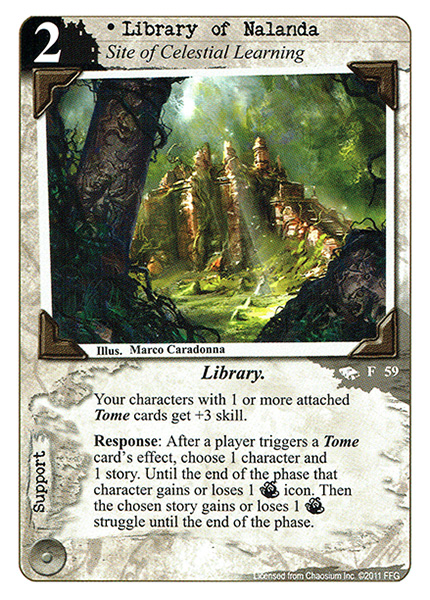 2
• Library of Nalanda
Site of Celestial Learning
Illus. Marco Caradonna
Library.
F 59
Your characters with 1 or more attached
Tome cards get +3 skill.
Response: After a player triggers a Tome
card's effect, choose 1 character and
1 story. Until the end of the phase that
character gains or loses 1 icon. Then
the chosen story gains or loses 1
struggle until the end of the phase.
Support
Licensed from Chaosium Inc. ©2011 FFG